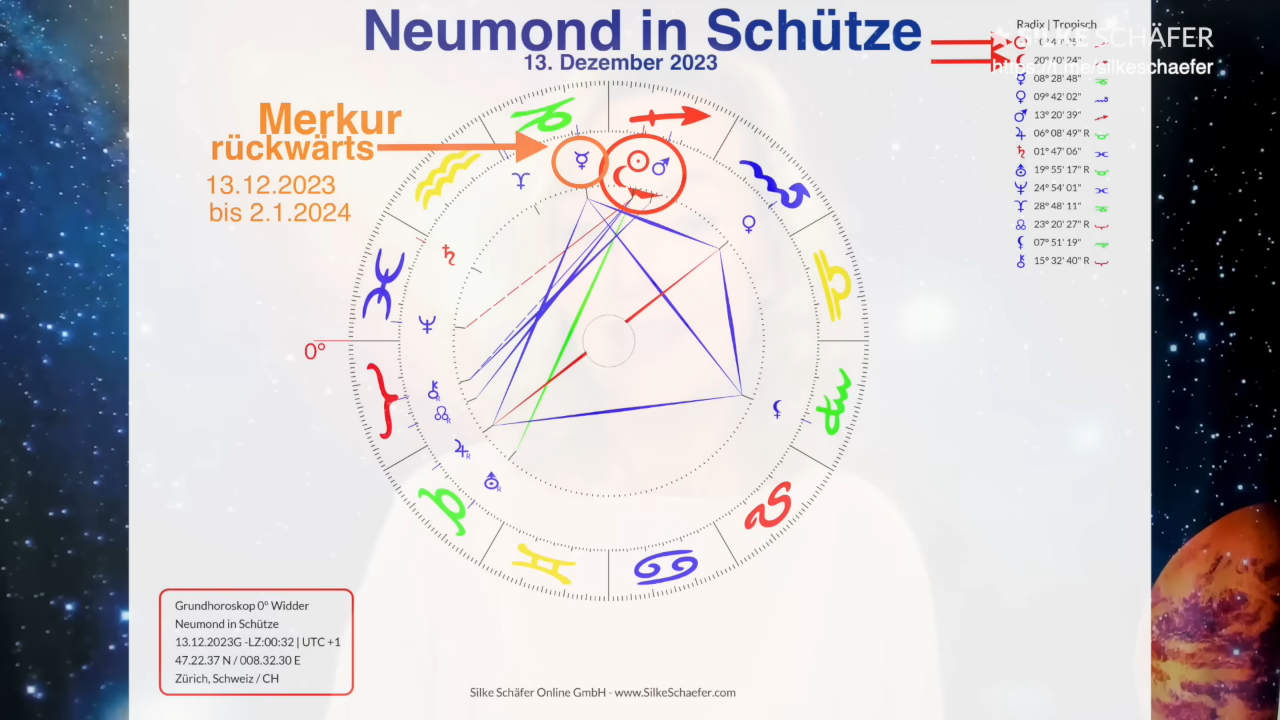 Neumond in Schütze
13. Dezember 2023
Merkur
rückwärts
13.12.2023
bis 2.1.2024
0°
Radix | Tropisch
SILKE SCHÄFER
20° 40' 24"
https://t.me/silkeschaefer
08° 28' 48"
09° 42' 02"
13° 20' 39"
06° 08' 49" R
01° 47' 06"
19° 55' 17" R
24° 54' 01"
28° 48' 11"
23° 20' 27" R
07° 51' 19"
15° 32' 40" R
R
R
R
R
Grundhoroskop 0° Widder
Neumond in Schütze
13.12.2023G -LZ:00:32 | UTC +1
47.22.37 N / 008.32.30 E
Zürich, Schweiz / CH
Silke Schäfer Online GmbH - www.SilkeSchaefer.com